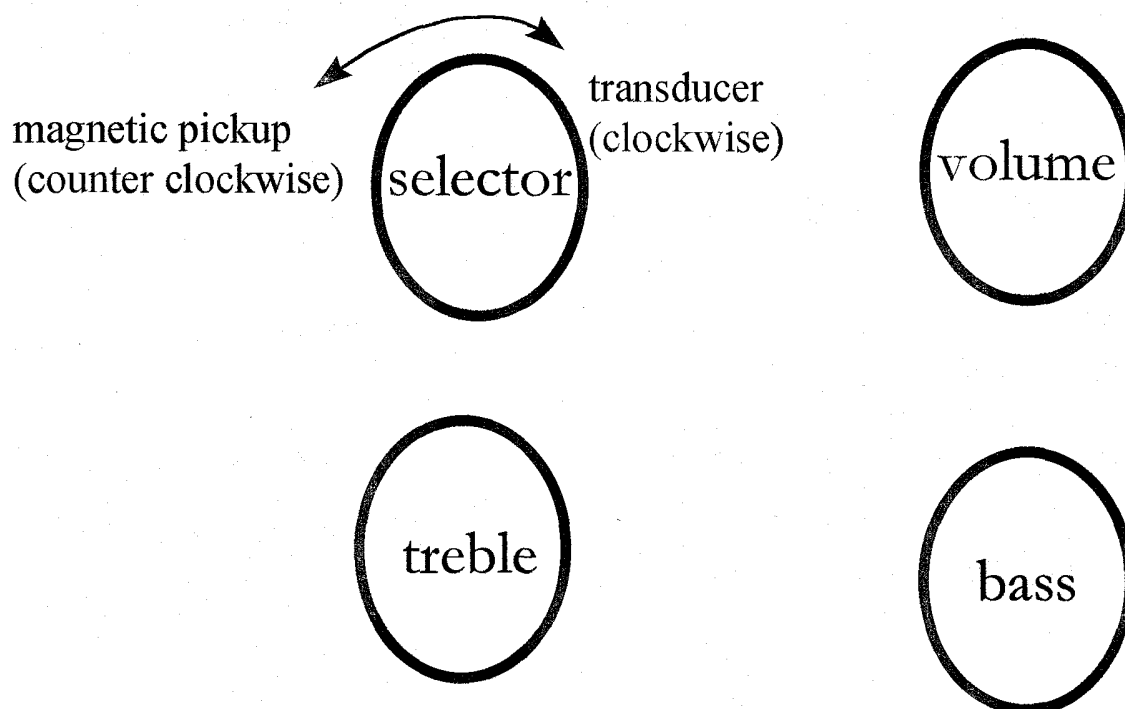 transducer
(clockwise)
magnetic pickup
(counter clockwise)
selector
volume
treble
bass